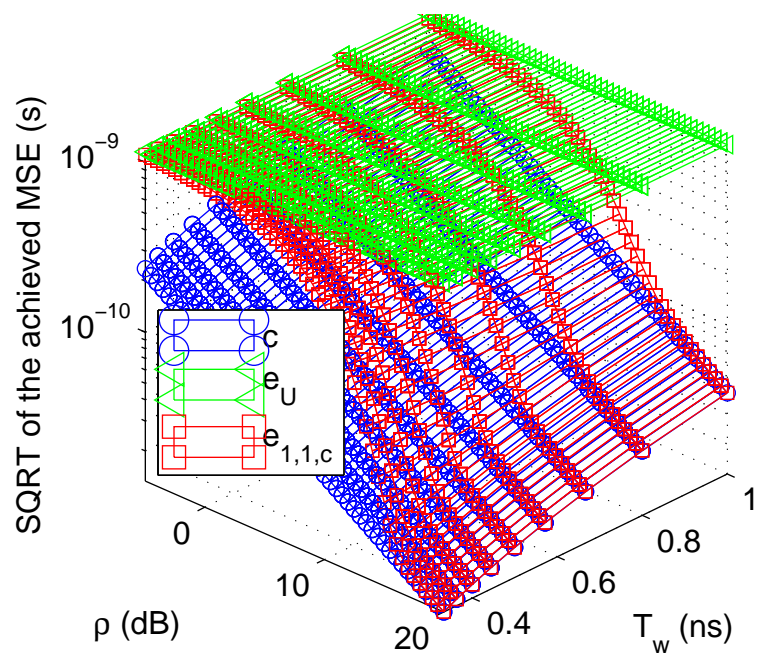 SQRT of the achieved MSE (s)
10⁻⁹
10⁻¹⁰
c
e_U
e_1,1,c
0
10
20
ρ (dB)
0.4
0.6
0.8
1
T_w (ns)